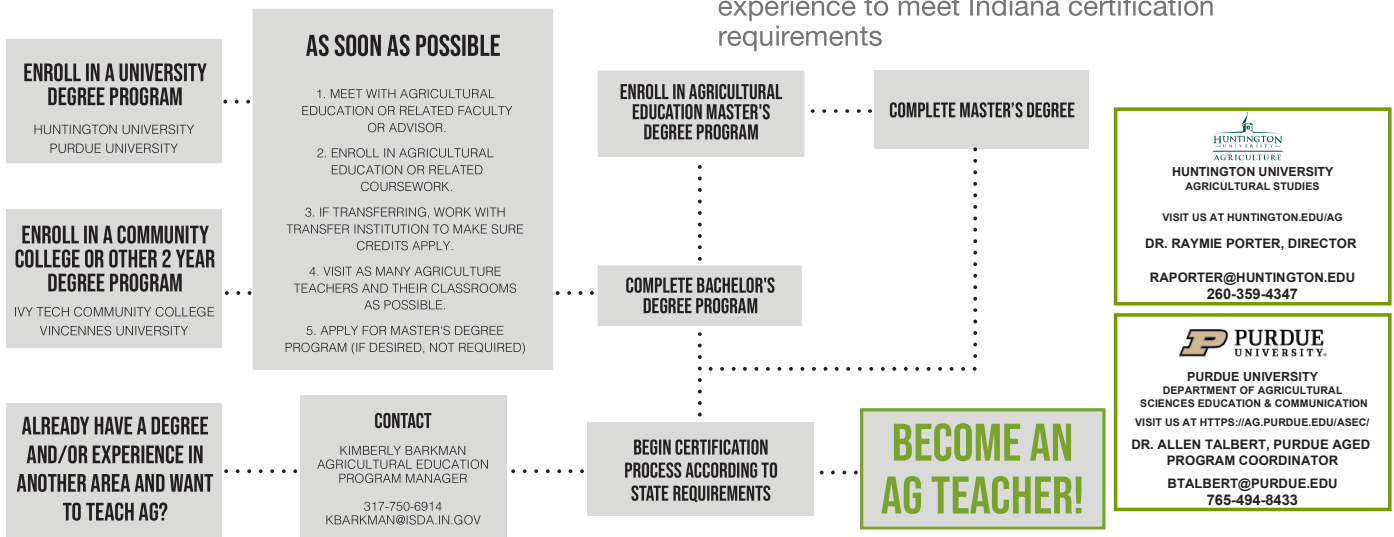 experience to meet Indiana certification
requirements
ENROLL IN A UNIVERSITY
DEGREE PROGRAM
HUNTINGTON UNIVERSITY
PURDUE UNIVERSITY
ENROLL IN A COMMUNITY
COLLEGE OR OTHER 2 YEAR
DEGREE PROGRAM
IVY TECH COMMUNITY COLLEGE
VINCENNES UNIVERSITY
AS SOON AS POSSIBLE
1. MEET WITH AGRICULTURAL
EDUCATION OR RELATED FACULTY
OR ADVISOR.
2. ENROLL IN AGRICULTURAL
EDUCATION OR RELATED
COURSEWORK.
3. IF TRANSFERRING, WORK WITH
TRANSFER INSTITUTION TO MAKE SURE
CREDITS APPLY.
4. VISIT AS MANY AGRICULTURE
TEACHERS AND THEIR CLASSROOMS
AS POSSIBLE.
5. APPLY FOR MASTER'S DEGREE
PROGRAM (IF DESIRED, NOT REQUIRED)
ENROLL IN AGRICULTURAL
EDUCATION MASTER'S
DEGREE PROGRAM
COMPLETE MASTER'S DEGREE
COMPLETE BACHELOR'S
DEGREE PROGRAM
ALREADY HAVE A DEGREE
AND/OR EXPERIENCE IN
ANOTHER AREA AND WANT
TO TEACH AG?
CONTACT
KIMBERLY BARKMAN
AGRICULTURAL EDUCATION
PROGRAM MANAGER
317-750-6914
KBARKMAN@ISDA.IN.GOV
BEGIN CERTIFICATION
PROCESS ACCORDING TO
STATE REQUIREMENTS
BECOME AN
AG TEACHER!
HUNTINGTON
UNIVERSITY
AGRICULTURE
HUNTINGTON UNIVERSITY
AGRICULTURAL STUDIES
VISIT US AT HUNTINGTON.EDU/AG
DR. RAYMIE PORTER, DIRECTOR
RAPORTER@HUNTINGTON.EDU
260-359-4347
PURDUE
UNIVERSITY.
PURDUE UNIVERSITY
DEPARTMENT OF AGRICULTURAL
SCIENCES EDUCATION & COMMUNICATION
VISIT US AT HTTPS://AG.PURDUE.EDU/ASEC/
DR. ALLEN TALBERT, PURDUE AGED
PROGRAM COORDINATOR
BTALBERT@PURDUE.EDU
765-494-8433